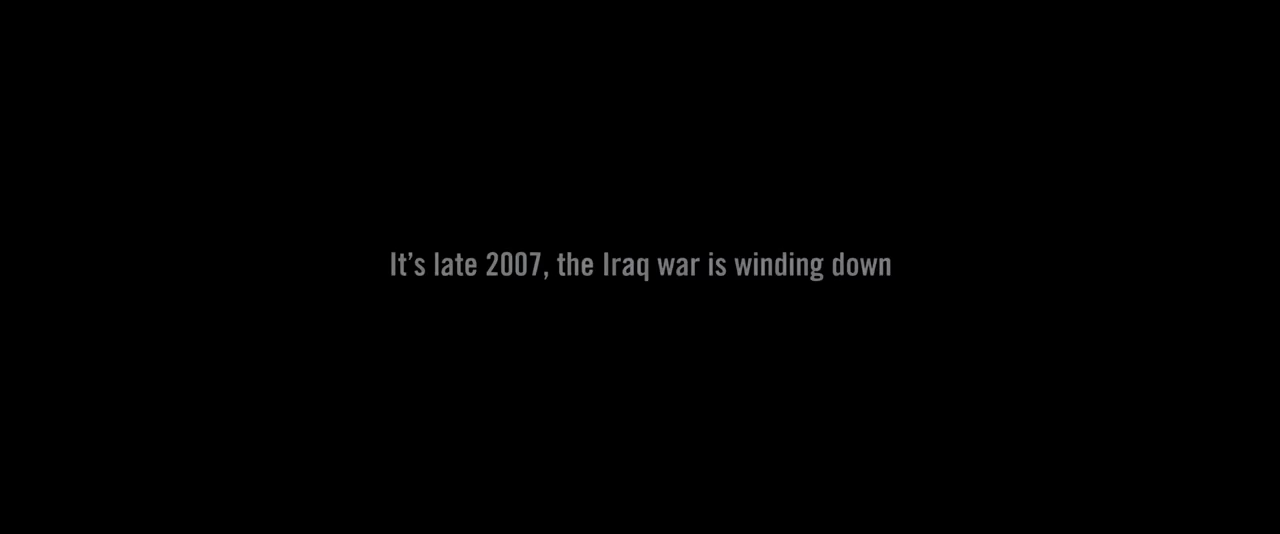 It’s late 2007, the Iraq war is winding down